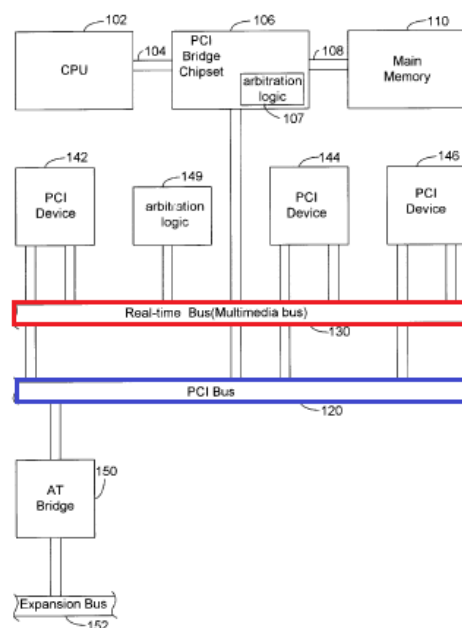 102
106
110
PCI
Bridge
Chipset
104
108
CPU
Main
Memory
arbitration
logic
107
142
149
144
146
PCI
Device
arbitration
logic
PCI
Device
PCI
Device
Real-time Bus(Multimedia bus)
130
PCI Bus
120
150
AT
Bridge
Expansion Bus
152